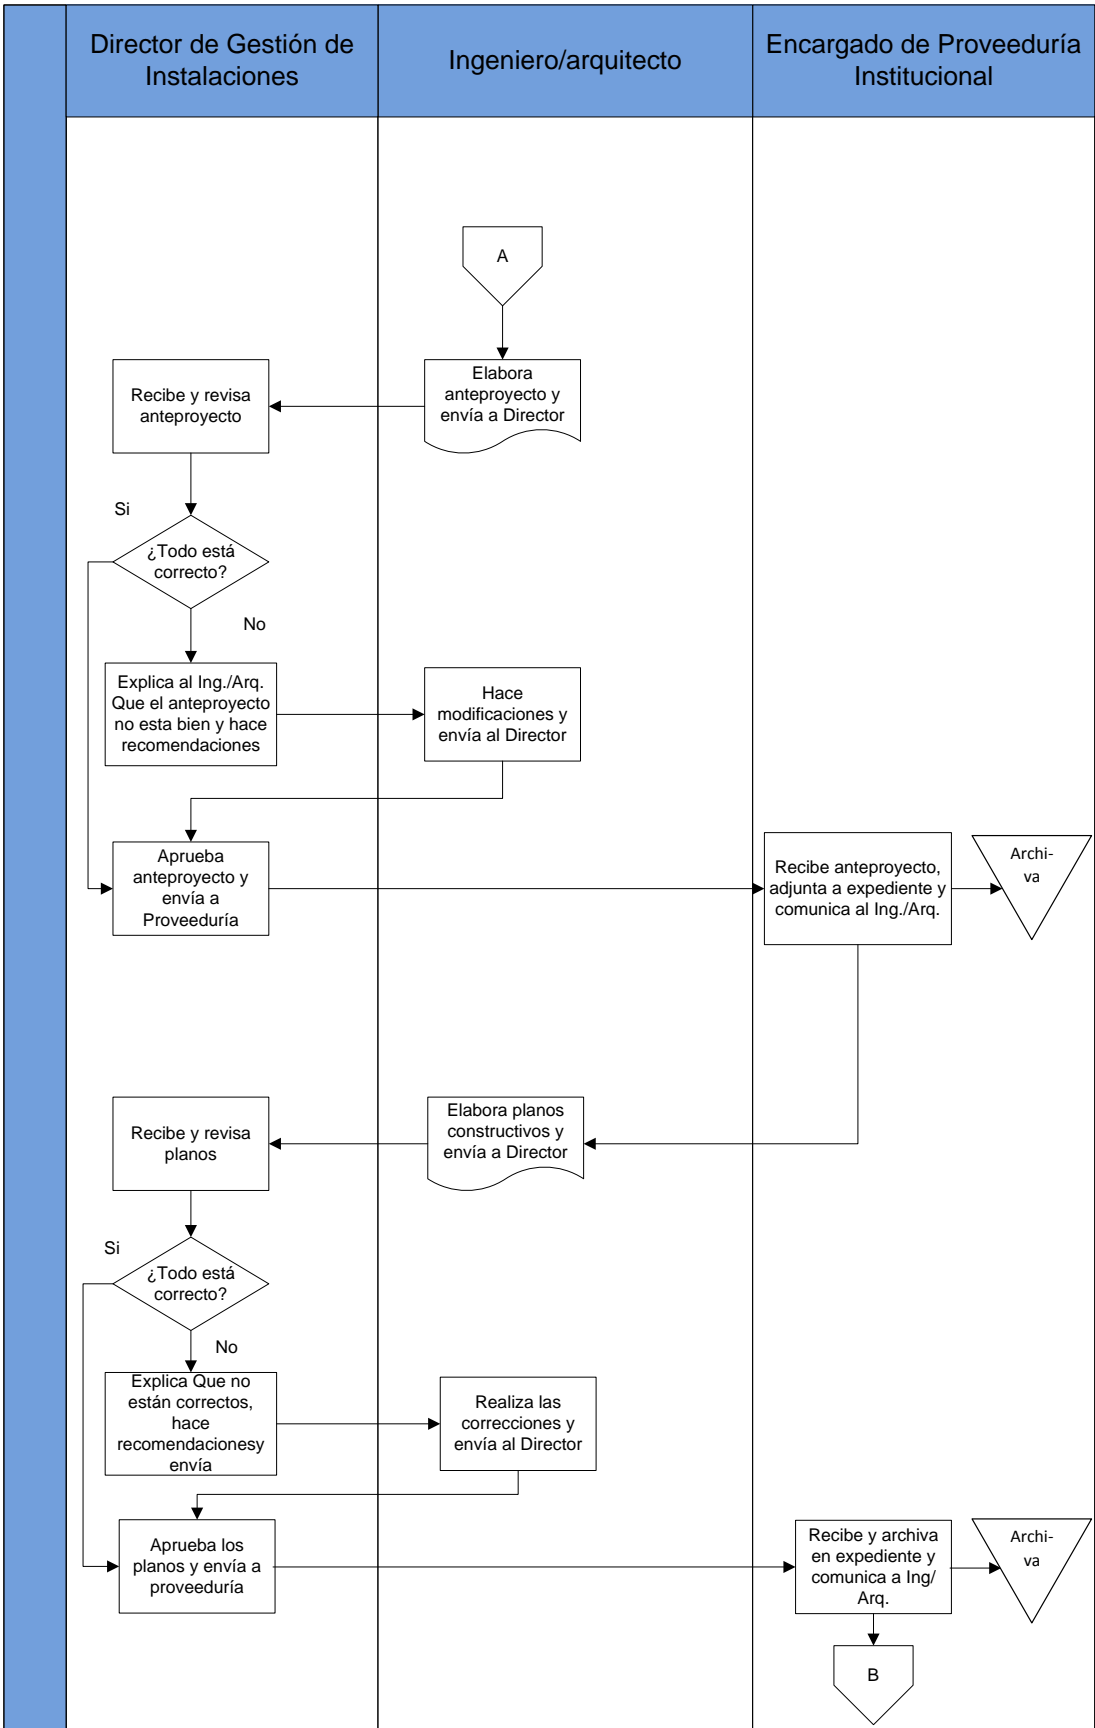 Director de Gestión de
Instalaciones
Ingeniero/arquitecto
Encargado de Proveeduría
Institucional
A
Elabora
anteproyecto y
envía a Director
Recibe y revisa
anteproyecto
Si
¿Todo está
correcto?
No
Explica al Ing./Arq.
Que el anteproyecto
no esta bien y hace
recomendaciones
Hace
modificaciones y
envía al Director
Aprueba
anteproyecto y
envía a
Proveeduría
Recibe anteproyecto,
adjunta a expediente y
comunica al Ing./Arq.
Archi-
va
Recibe y revisa
planos
Elabora planos
constructivos y
envía a Director
Si
¿Todo está
correcto?
No
Explica Que no
están correctos,
hace
recomendacionesy
envía
Realiza las
correcciones y
envía al Director
Aprueba los
planos y envía a
proveeduría
Recibe y archiva
en expediente y
comunica a Ing/
Arq.
Archi-
va
B